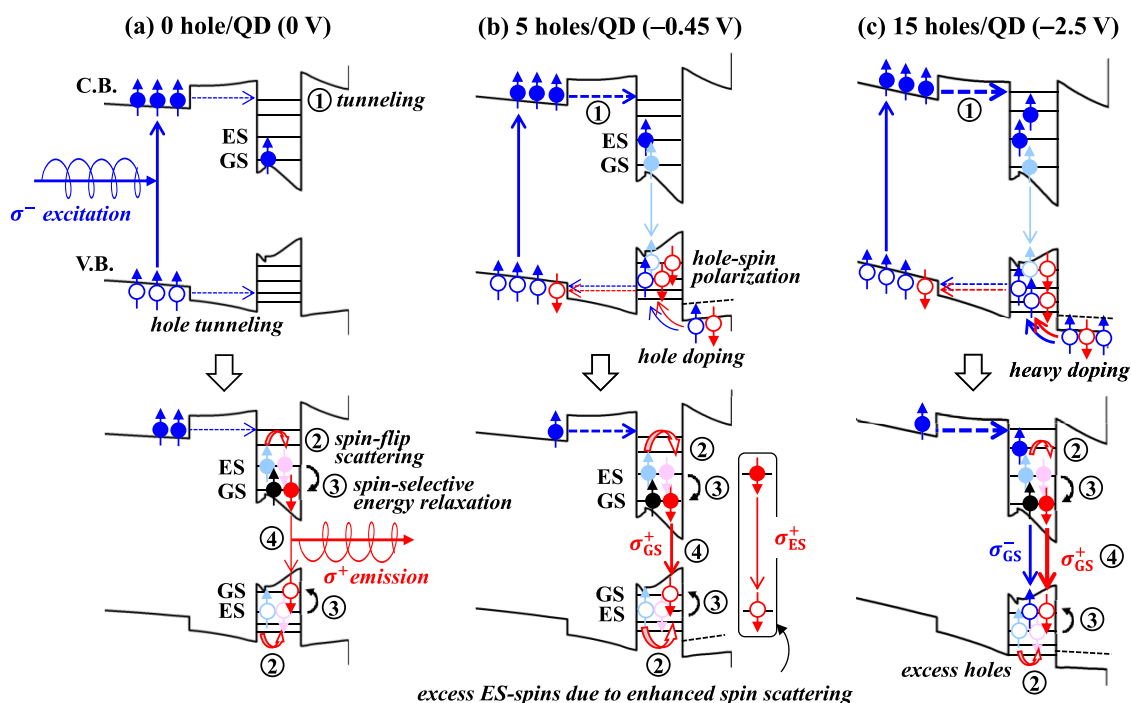 (a) 0 hole/QD (0 V)
(b) 5 holes/QD (−0.45 V)
(c) 15 holes/QD (−2.5 V)
C.B.
① tunneling
ES
GS
σ− excitation
V.B.
hole tunneling
①
ES
GS
hole-spin
polarization
hole doping
①
heavy doping
② spin-flip
scattering
ES
GS
③ spin-selective
energy relaxation
④
σ+ emission
GS
ES
③
②
②
ES
GS
③
σ+GS
④
σ+ES
GS
ES
③
②
excess ES-spins due to enhanced spin scattering
②
③
σ−GS
σ+GS
④
③
excess holes
②